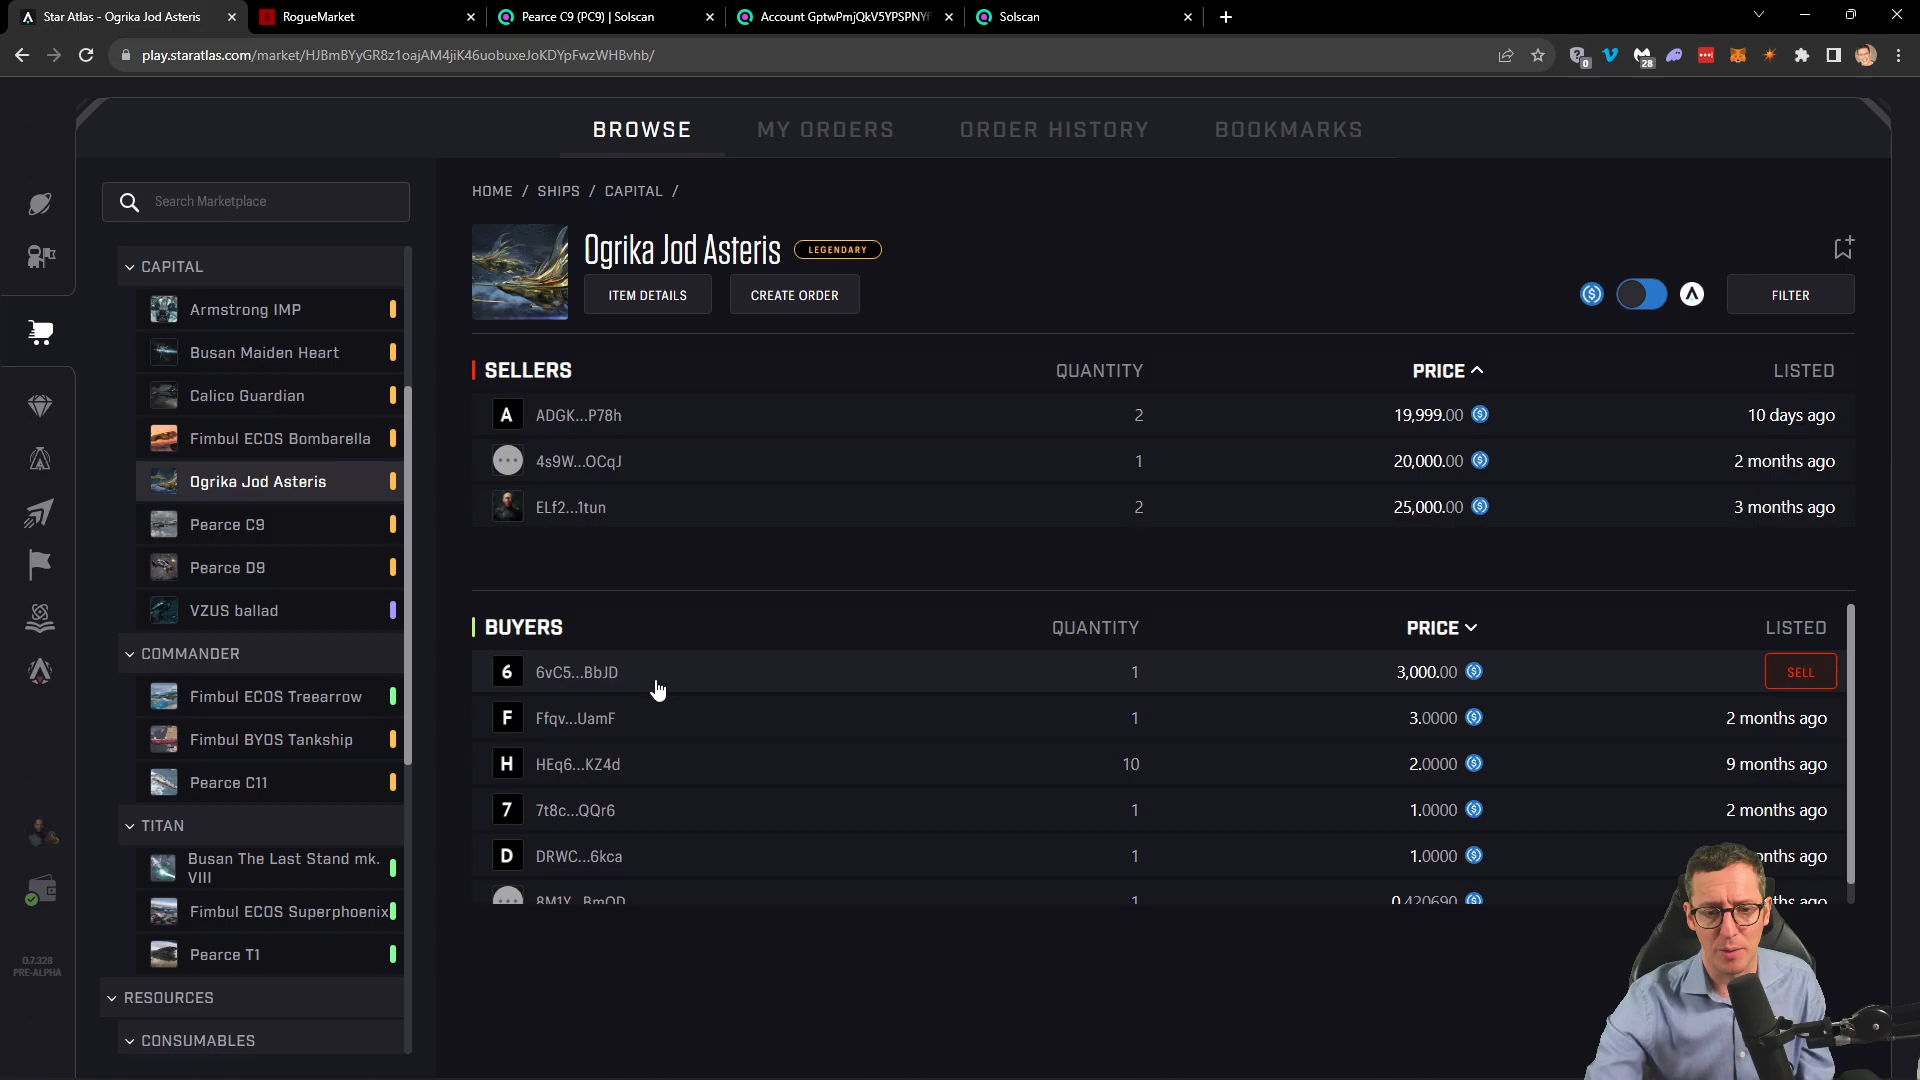 Star Atlas - Ogrika Jod Asteris
RogueMarket
Pearce C9 (PC9) | Solscan
Account GptwPmjQkV5YPSPNY
Solscan
play.staratlas.com/market/HJBmBYyGR8z1oajAM4jiK46uobuxeJoKDYpFwzWHBvhb/
0
28
BROWSE
MY ORDERS
ORDER HISTORY
BOOKMARKS
Search Marketplace
CAPITAL
Armstrong IMP
Busan Maiden Heart
Calico Guardian
Fimbul ECOS Bombarella
Ogrika Jod Asteris
Pearce C9
Pearce D9
VZUS ballad
COMMANDER
Fimbul ECOS Treearrow
Fimbul BYOS Tankship
Pearce C11
TITAN
Busan The Last Stand mk.
VIII
Fimbul ECOS Superphoenix
Pearce T1
RESOURCES
CONSUMABLES
0.7.328
PRE-ALPHA
HOME / SHIPS / CAPITAL /
Ogrika Jod Asteris
LEGENDARY
ITEM DETAILS
CREATE ORDER
FILTER
SELLERS QUANTITY PRICE LISTED
A ADGK...P78h 2 19,999.00 10 days ago
4s9W...OCqJ 1 20,000.00 2 months ago
ELf2...1tun 2 25,000.00 3 months ago
BUYERS QUANTITY PRICE LISTED
6 6vC5...BbJD 1 3,000.00 SELL
F Ffqv...UamF 1 3.0000 2 months ago
H HEq6...KZ4d 10 2.0000 9 months ago
7 7t8c...QQr6 1 1.0000 2 months ago
D DRWC...6kca 1 1.0000 ago
1 0.420690 ago